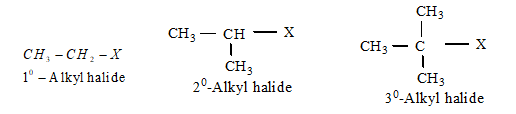 CH₃ – CH₂ – X
1⁰ – Alkyl halide
CH₃ — CH — X
CH₃
2⁰-Alkyl halide
CH₃
CH₃ — C — X
CH₃
3⁰-Alkyl halide